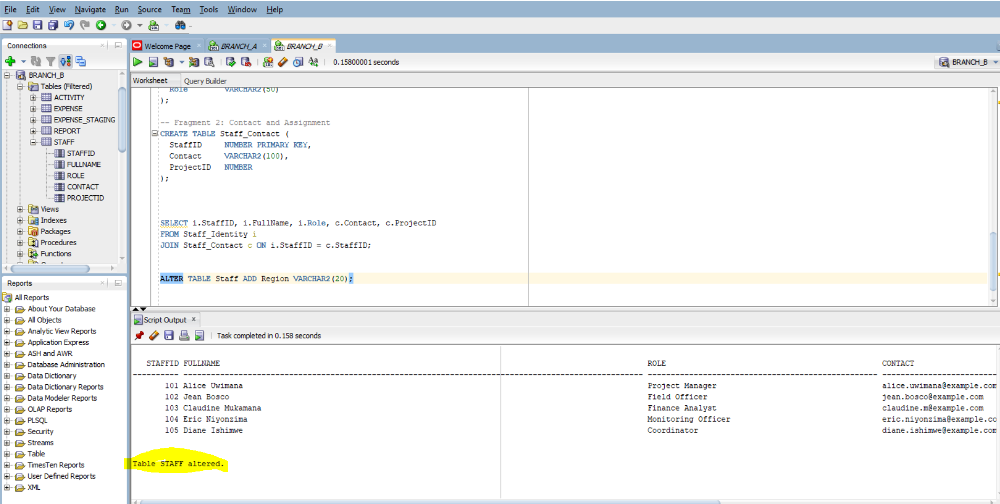 File Edit View Navigate Run Source Team Tools Window Help
Connections
BRANCH_B
Tables (Filtered)
ACTIVITY
EXPENSE
EXPENSE_STAGING
REPORT
STAFF
STAFFID
FULLNAME
ROLE
CONTACT
PROJECTID
Views
Indexes
Packages
Procedures
Functions
Reports
All Reports
About Your Database
All Objects
Analytic View Reports
Application Express
ASH and AWR
Database Administration
Data Dictionary
Data Dictionary Reports
Data Modeler Reports
OLAP Reports
PLSQL
Security
Streams
Table
TimesTen Reports
User Defined Reports
XML
Welcome Page BRANCH_A BRANCH_B
0.15800001 seconds
BRANCH_B
Worksheet Query Builder
Role VARCHAR2(50)
);
-- Fragment 2: Contact and Assignment
CREATE TABLE Staff_Contact (
StaffID NUMBER PRIMARY KEY,
Contact VARCHAR2(100),
ProjectID NUMBER
);
SELECT i.StaffID, i.FullName, i.Role, c.Contact, c.ProjectID
FROM Staff_Identity i
JOIN Staff_Contact c ON i.StaffID = c.StaffID;
ALTER TABLE Staff ADD Region VARCHAR2(20);
Script Output x
Task completed in 0.158 seconds
STAFFID FULLNAME ROLE CONTACT
101 Alice Uwimana Project Manager alice.uwimana@example.com
102 Jean Bosco Field Officer jean.bosco@example.com
103 Claudine Mukamana Finance Analyst claudine.m@example.com
104 Eric Niyonzima Monitoring Officer eric.niyonzima@example.co
105 Diane Ishimwe Coordinator diane.ishimwe@example.com
Table STAFF altered.